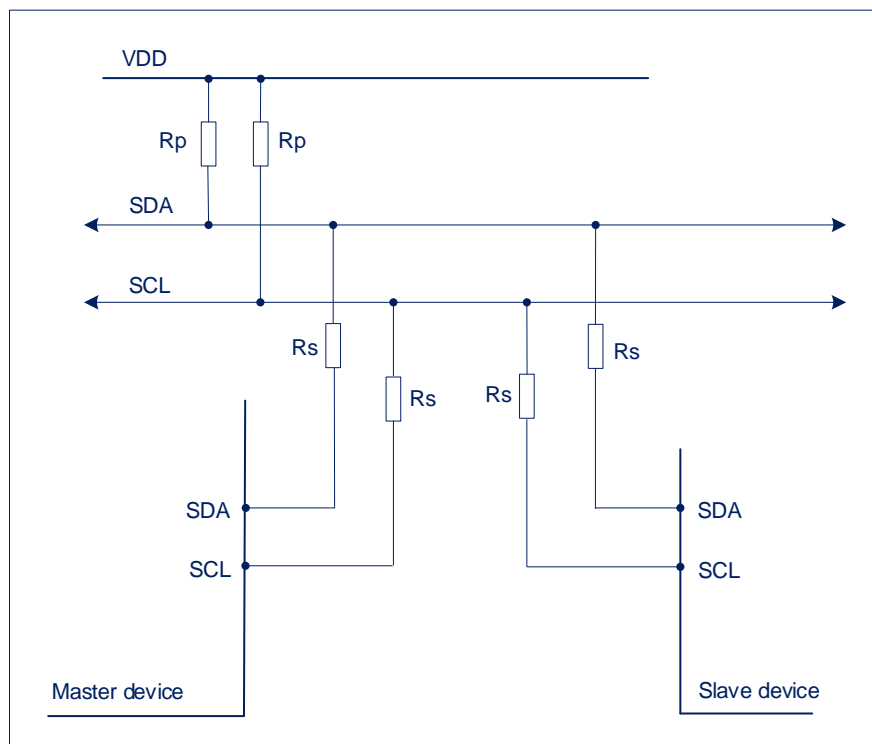 VDD
Rp
Rp
SDA
SCL
Rs
Rs
Rs
Rs
SDA
SDA
SCL
SCL
Master device
Slave device